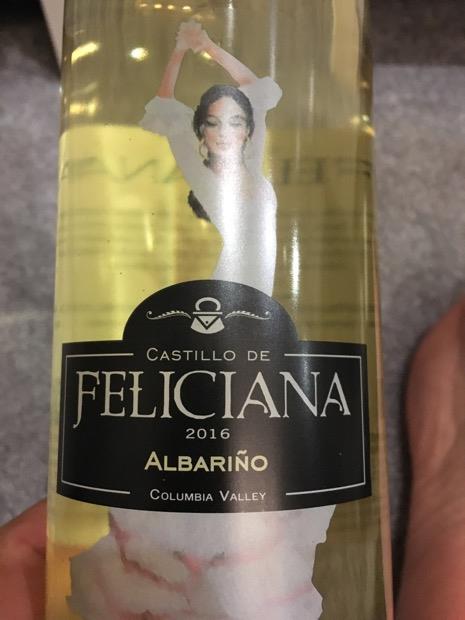 CASTILLO DE
FELICIANA
2016
ALBARIÑO
COLUMBIA VALLEY